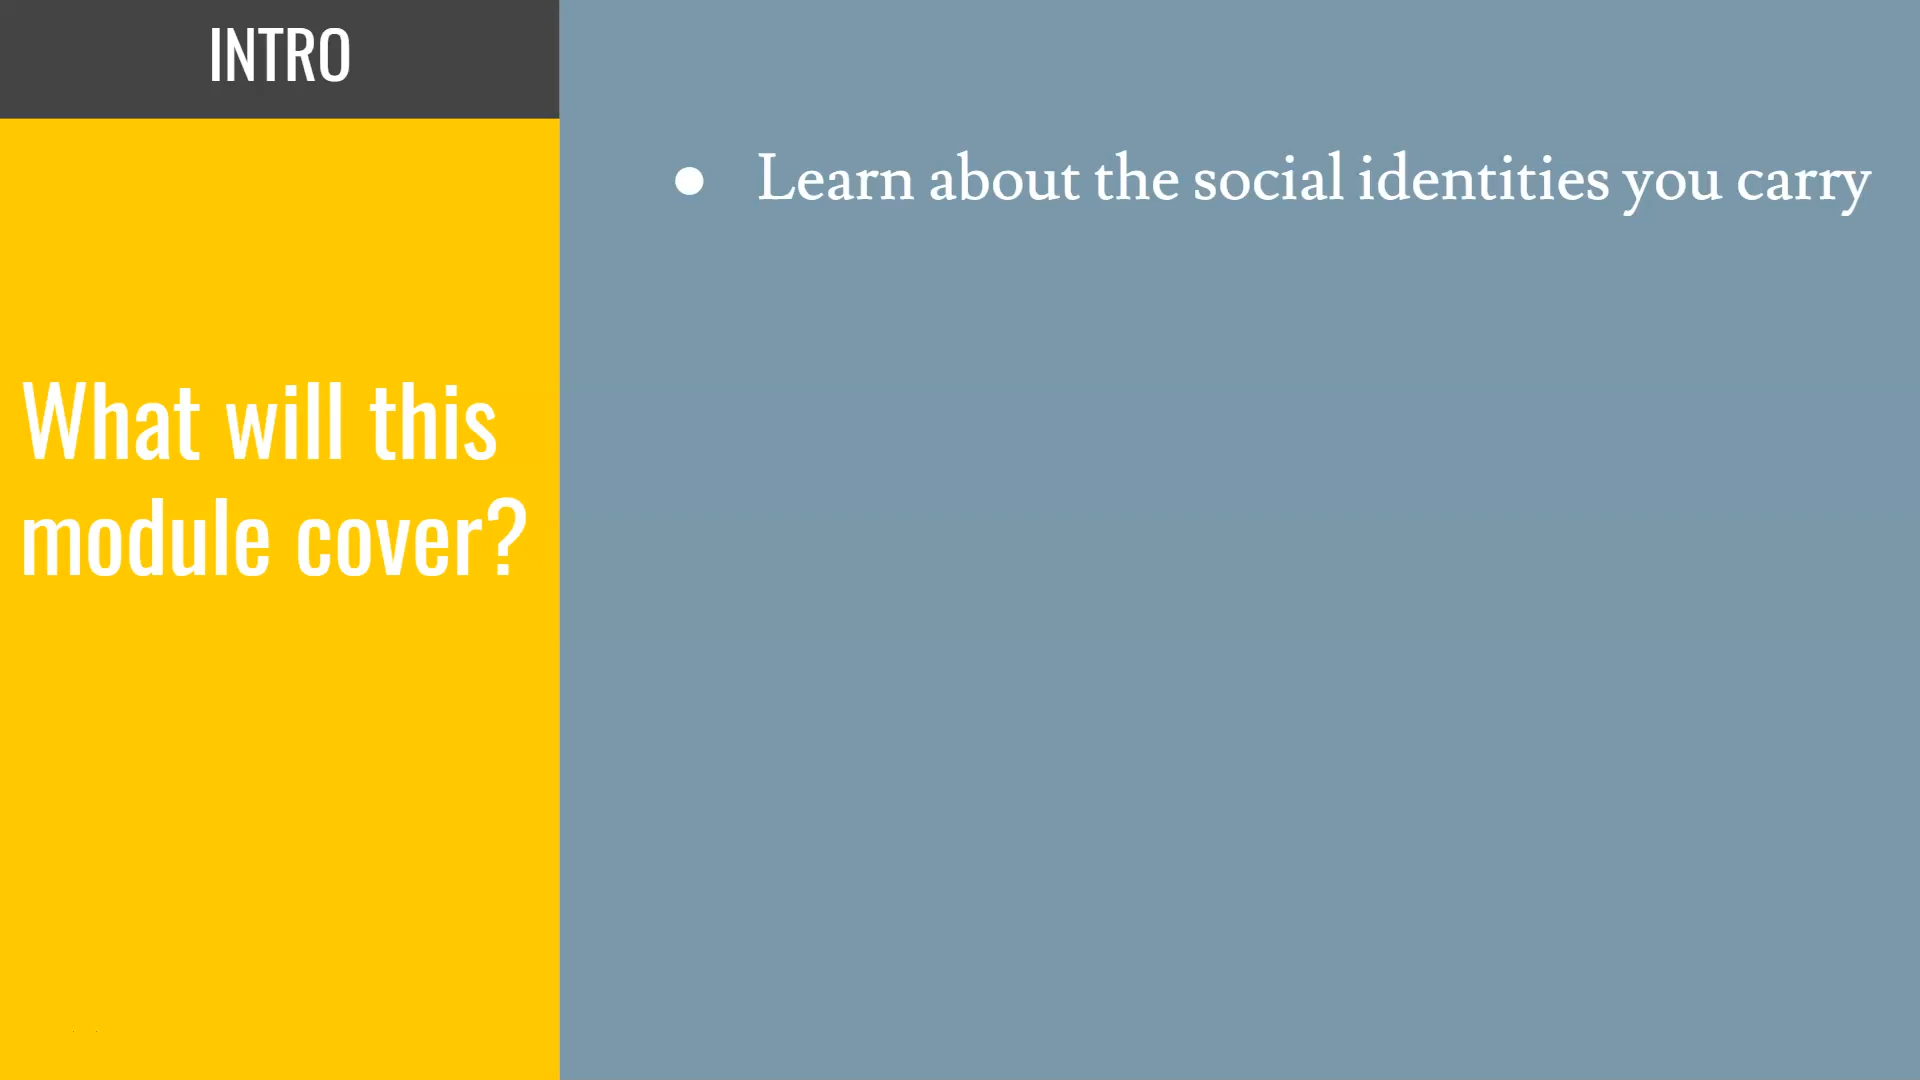 INTRO
What will this
module cover?
● Learn about the social identities you carry